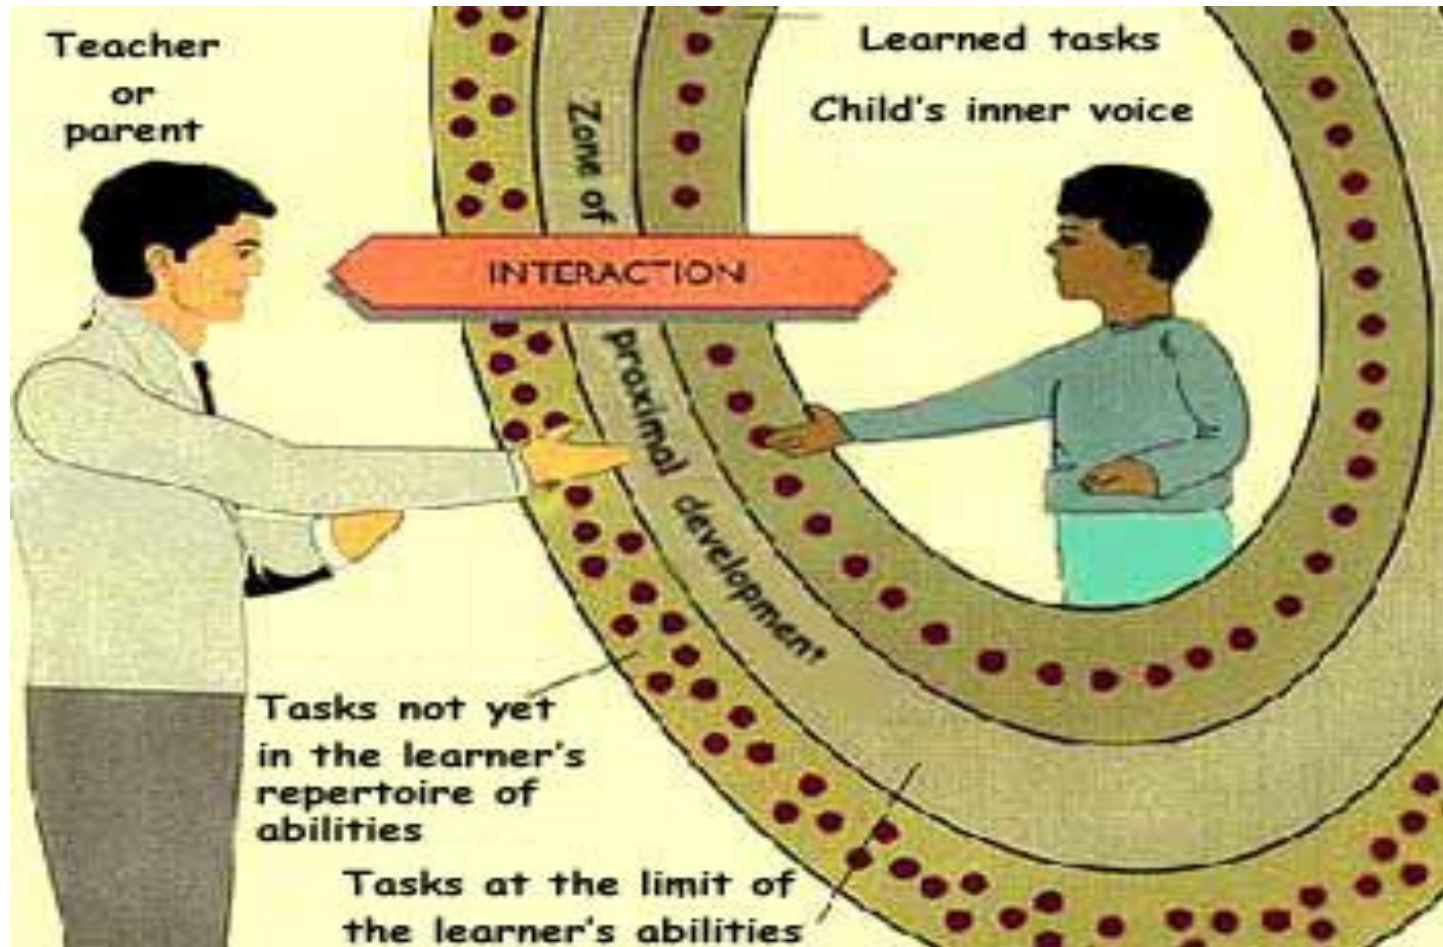 Teacher
or
parent
Learned tasks
Child's inner voice
Zone of
proximal development
INTERACTION
Tasks not yet
in the learner's
repertoire of
abilities
Tasks at the limit of
the learner's abilities